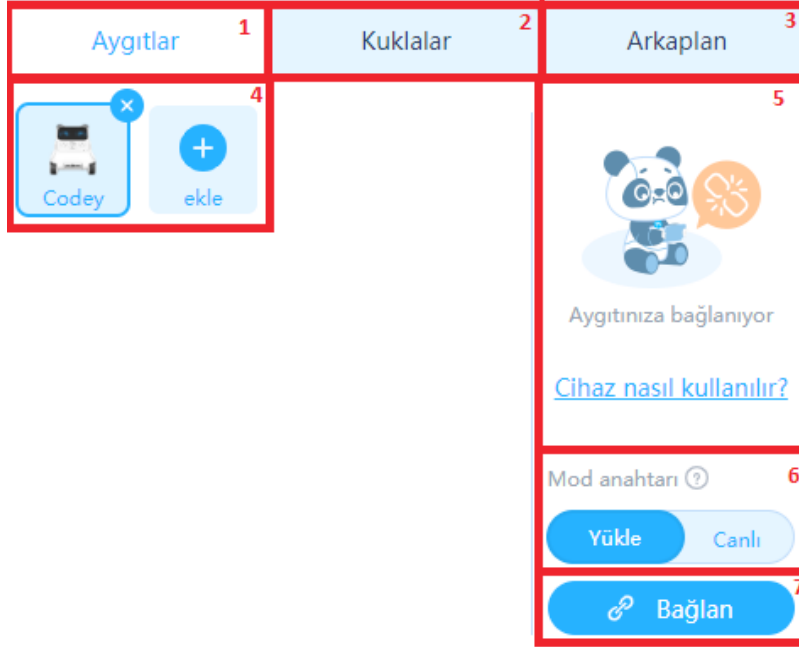 Aygıtlar 1
Kuklalar 2
Arkaplan 3
4
Codey
ekle
5
Aygıtınıza bağlanıyor
Cihaz nasıl kullanılır?
Mod anahtarı ? 6
Yükle Canlı
7
Bağlan